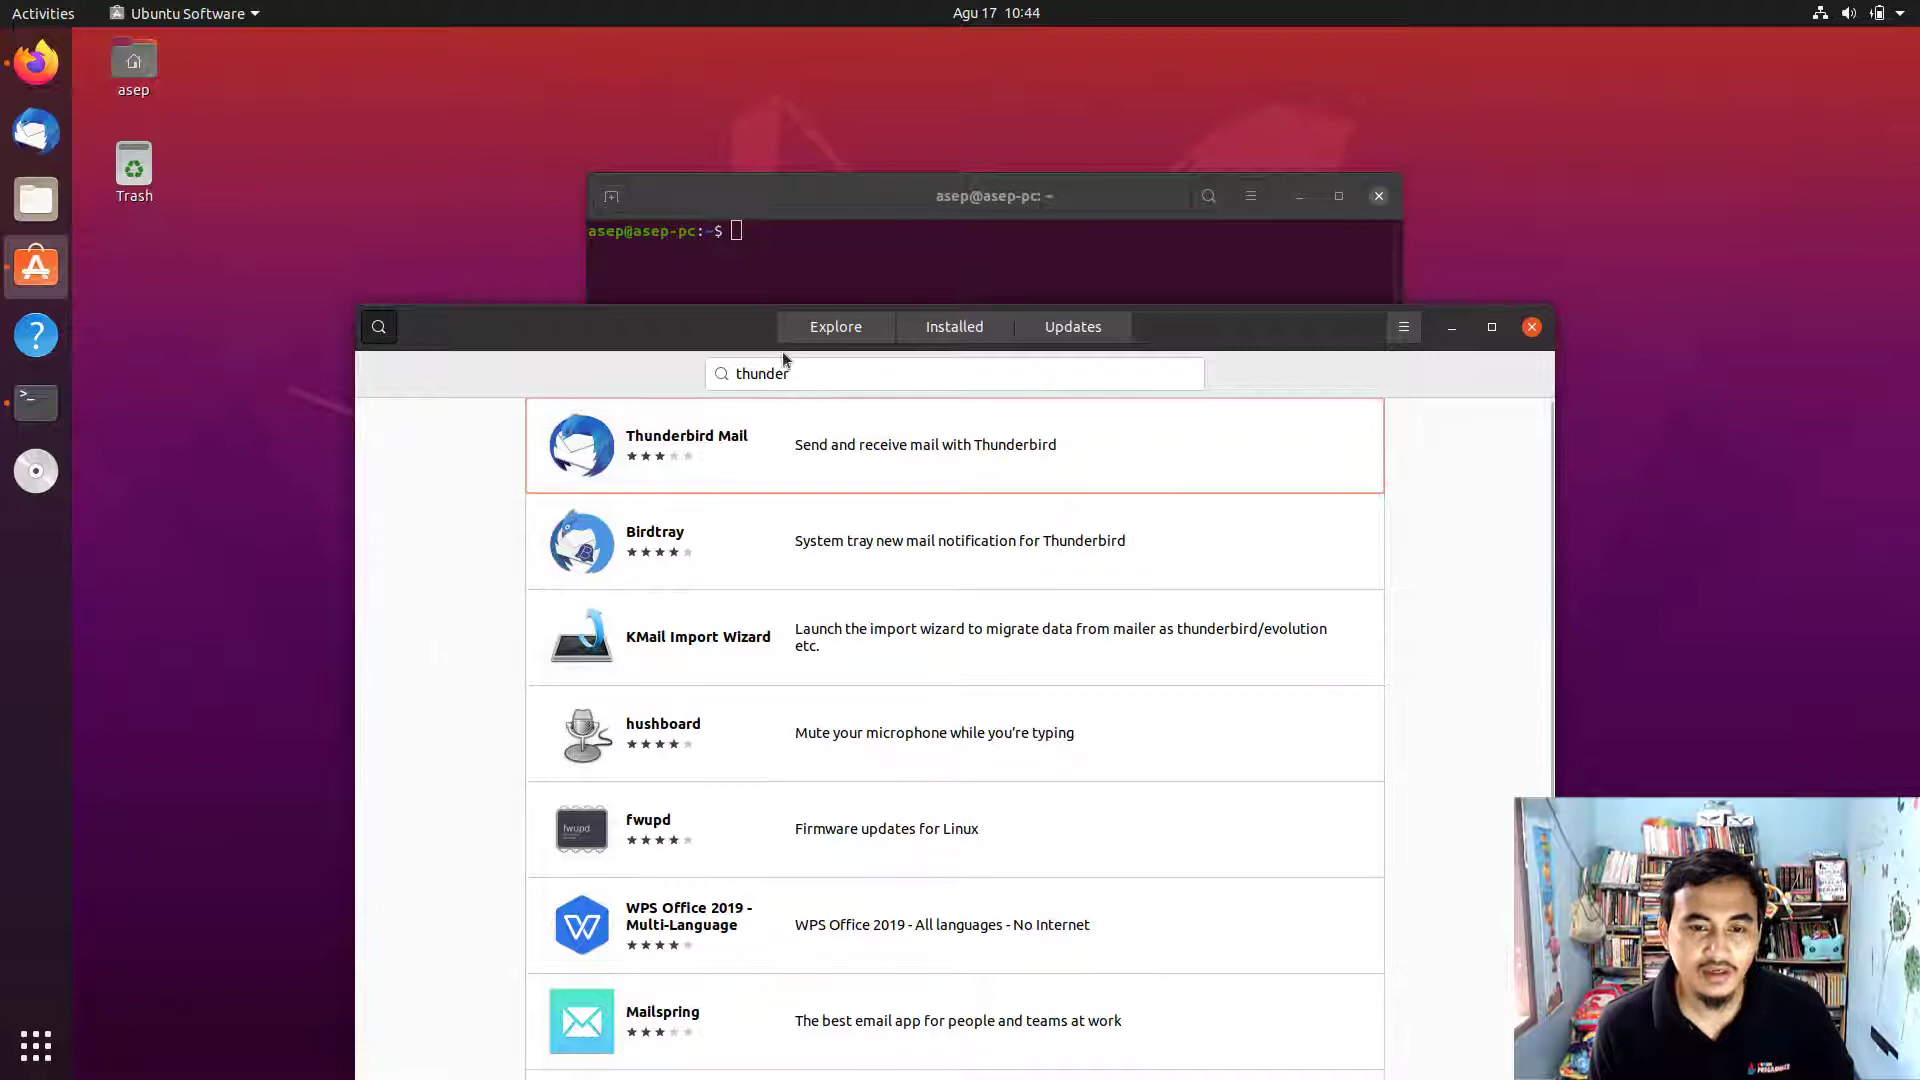 Activities
Ubuntu Software
Agu 17 10:44
asep
Trash
asep@asep-pc: ~
asep@asep-pc:~$
Explore
Installed
Updates
thunder
Thunderbird Mail
Send and receive mail with Thunderbird
Birdtray
System tray new mail notification for Thunderbird
KMail Import Wizard
Launch the import wizard to migrate data from mailer as thunderbird/evolution
etc.
hushboard
Mute your microphone while you’re typing
fwupd
fwupd
Firmware updates for Linux
WPS Office 2019 -
Multi-Language
WPS Office 2019 - All languages - No Internet
Mailspring
The best email app for people and teams at work